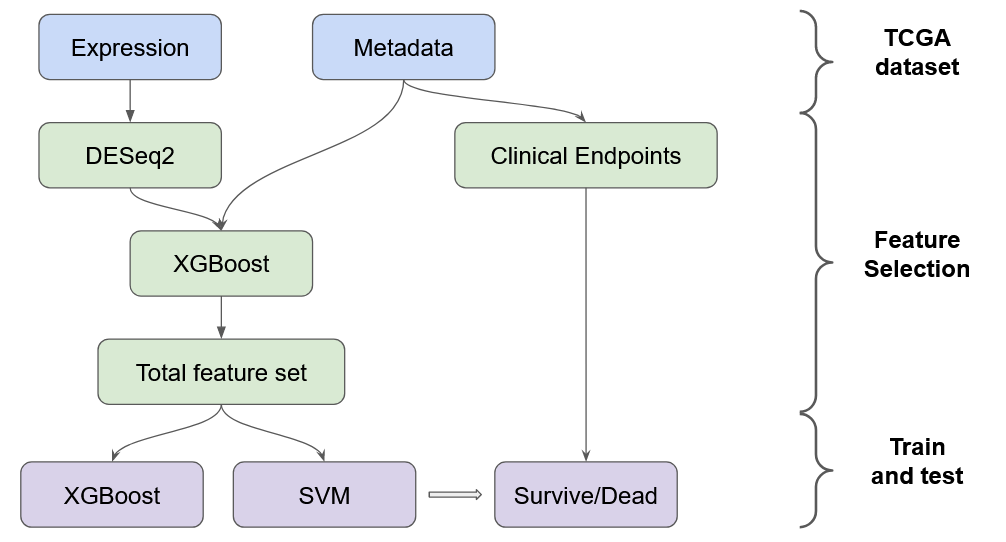 Expression
Metadata
TCGA
dataset
DESeq2
Clinical Endpoints
XGBoost
Feature
Selection
Total feature set
XGBoost
SVM
Survive/Dead
Train
and test